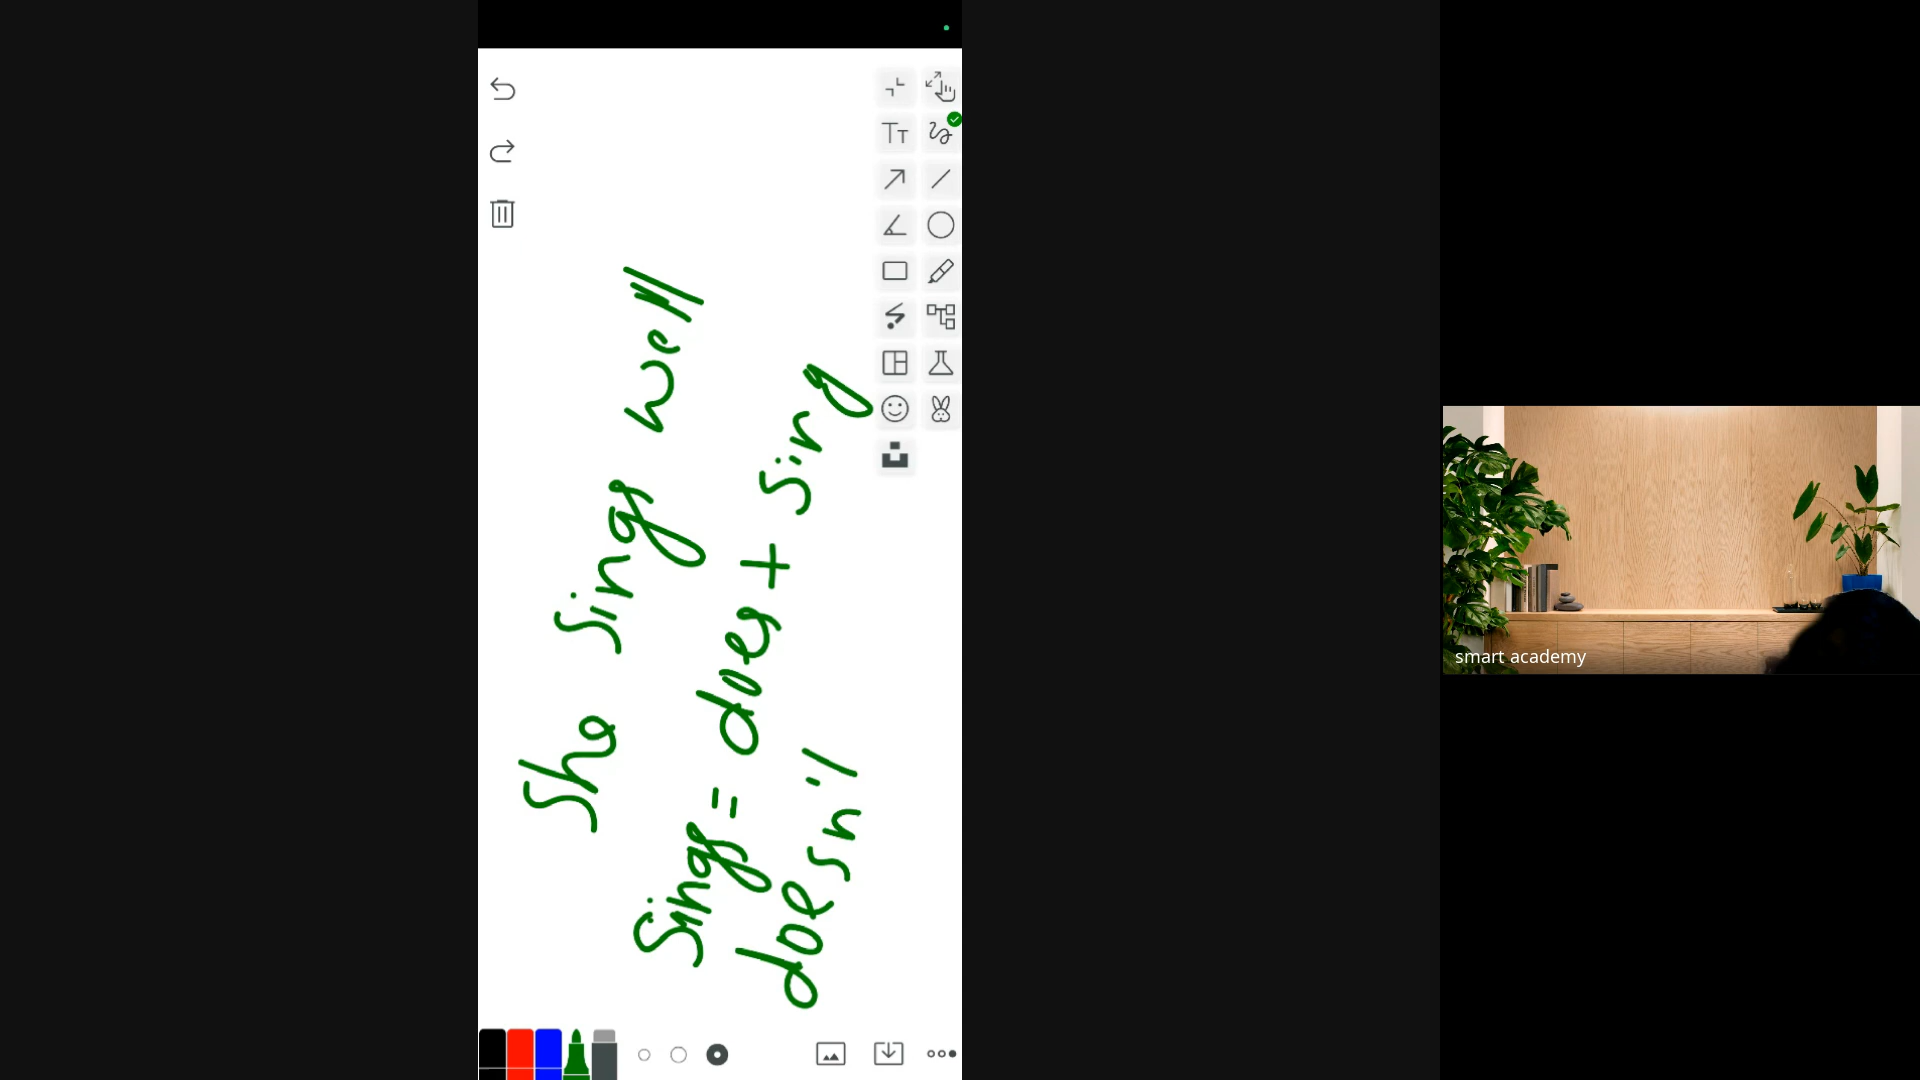 She sings well
Sings = does + sing
doesn't
smart academy